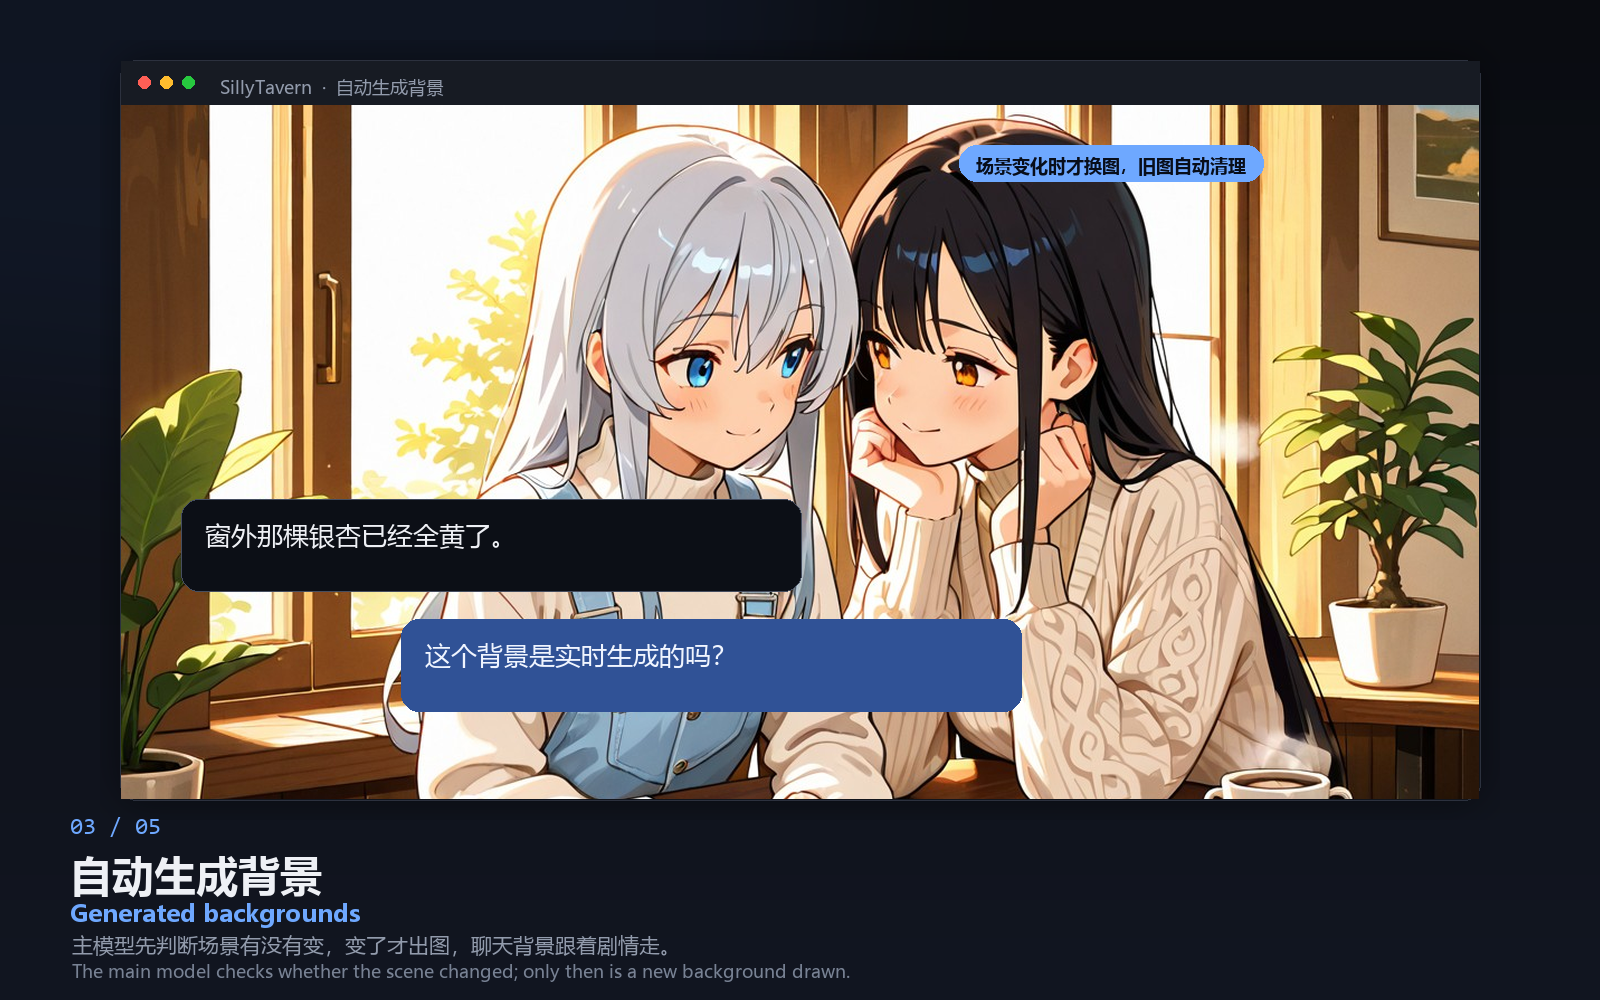 SillyTavern · 自动生成背景
场景变化时才换图，旧图自动清理
窗外那棵银杏已经全黄了。
这个背景是实时生成的吗？
03 / 05
自动生成背景
Generated backgrounds
主模型先判断场景有没有变，变了才出图，聊天背景跟着剧情走。
The main model checks whether the scene changed; only then is a new background drawn.